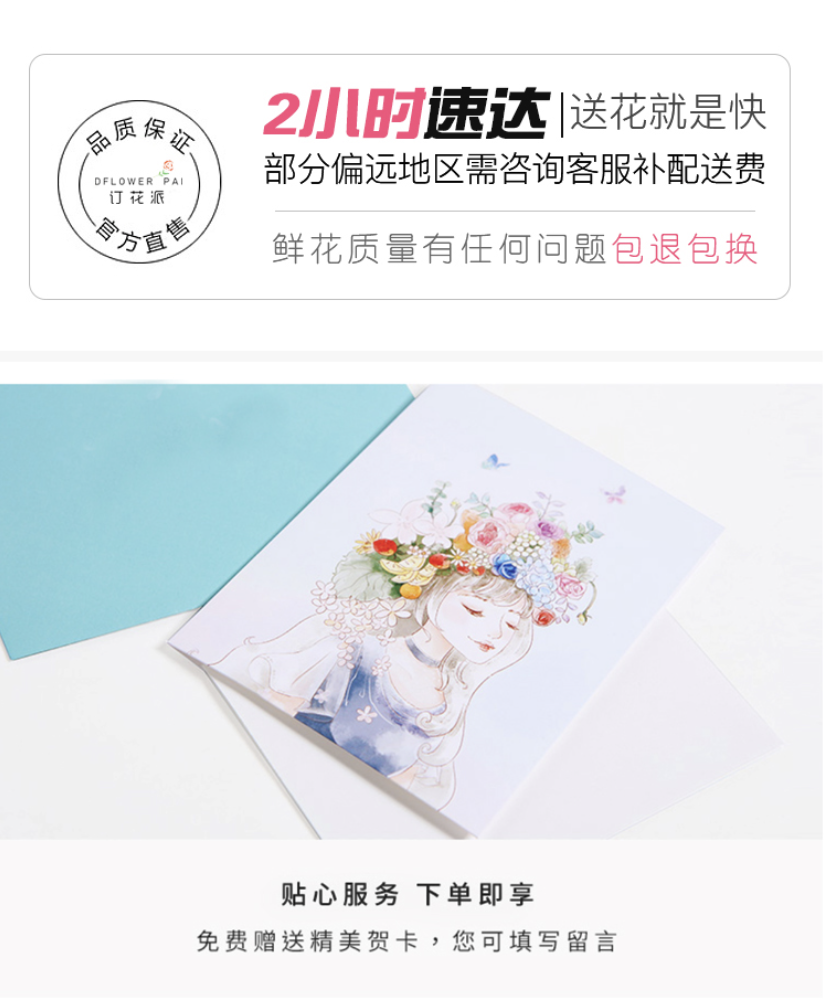 品质保证
DFLOWER PAI
订花派
官方直售
2小时速达|送花就是快
部分偏远地区需咨询客服补配送费
鲜花质量有任何问题包退包换
贴心服务 下单即享
免费赠送精美贺卡，您可填写留言